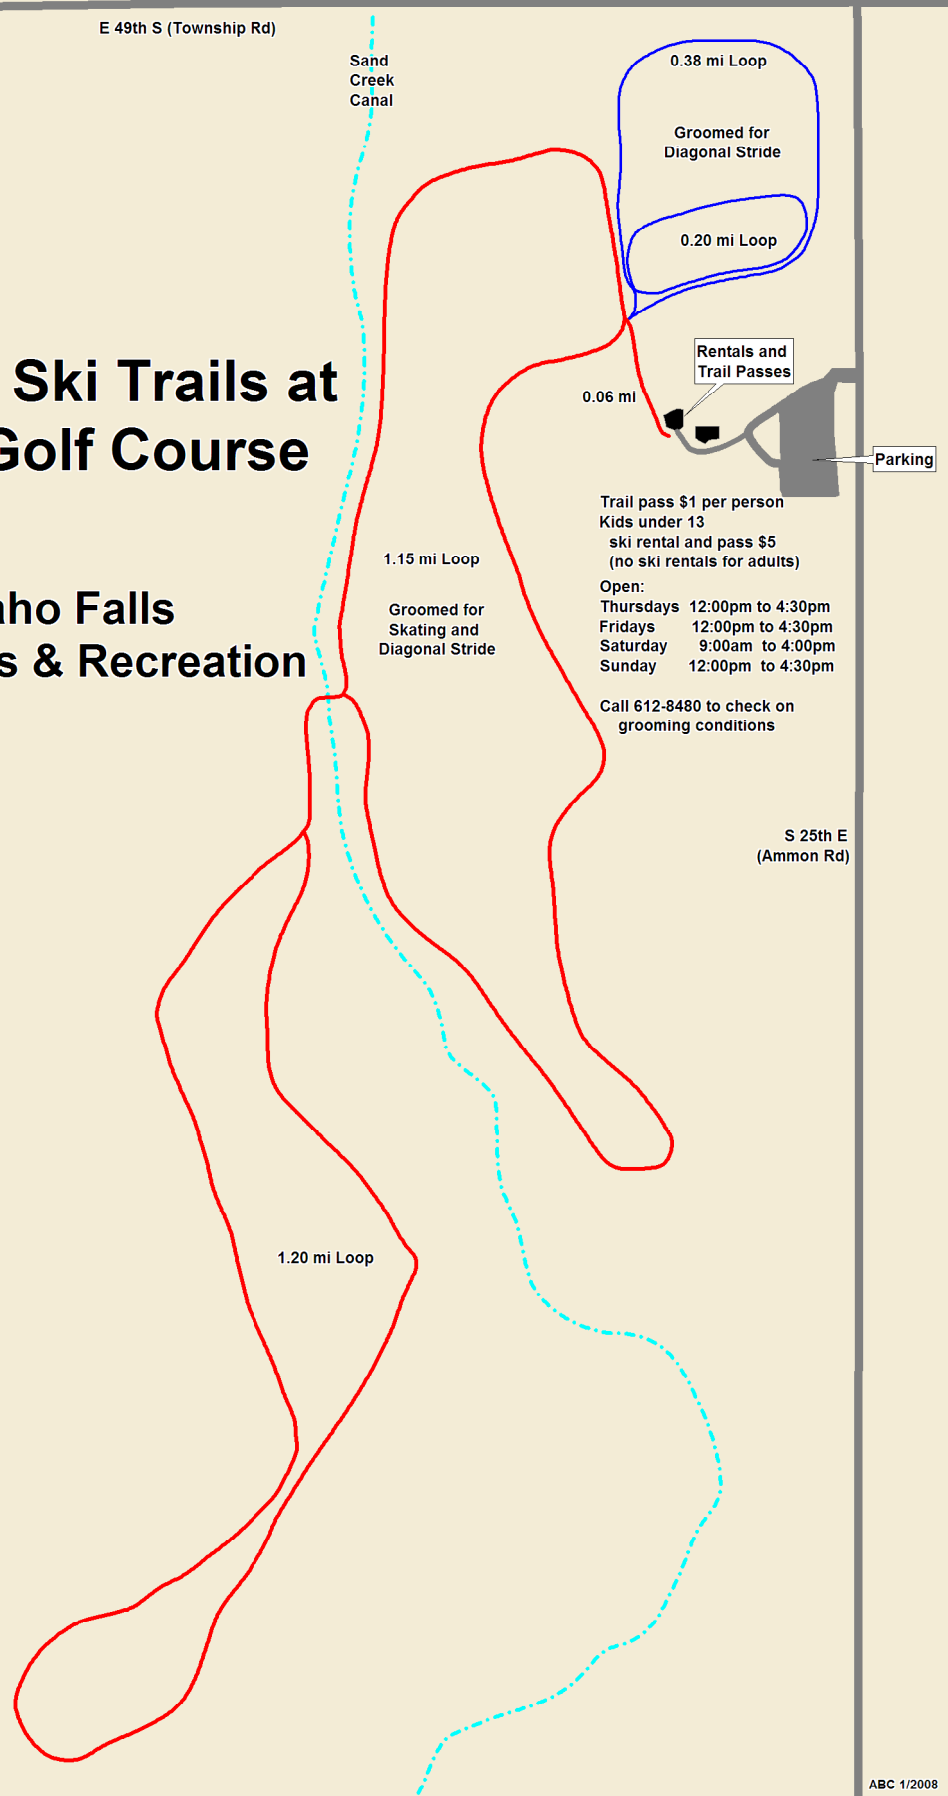 E 49th S (Township Rd)
Sand
Creek
Canal
0.38 mi Loop
Groomed for
Diagonal Stride
0.20 mi Loop
Ski Trails at
Golf Course
Rentals and
Trail Passes
0.06 mi
Parking
Trail pass $1 per person
Kids under 13
ski rental and pass $5
(no ski rentals for adults)
Open:
Thursdays 12:00pm to 4:30pm
Fridays 12:00pm to 4:30pm
Saturday 9:00am to 4:00pm
Sunday 12:00pm to 4:30pm
Call 612-8480 to check on
grooming conditions
1.15 mi Loop
Groomed for
Skating and
Diagonal Stride
aho Falls
s & Recreation
S 25th E
(Ammon Rd)
1.20 mi Loop
ABC 1/2008